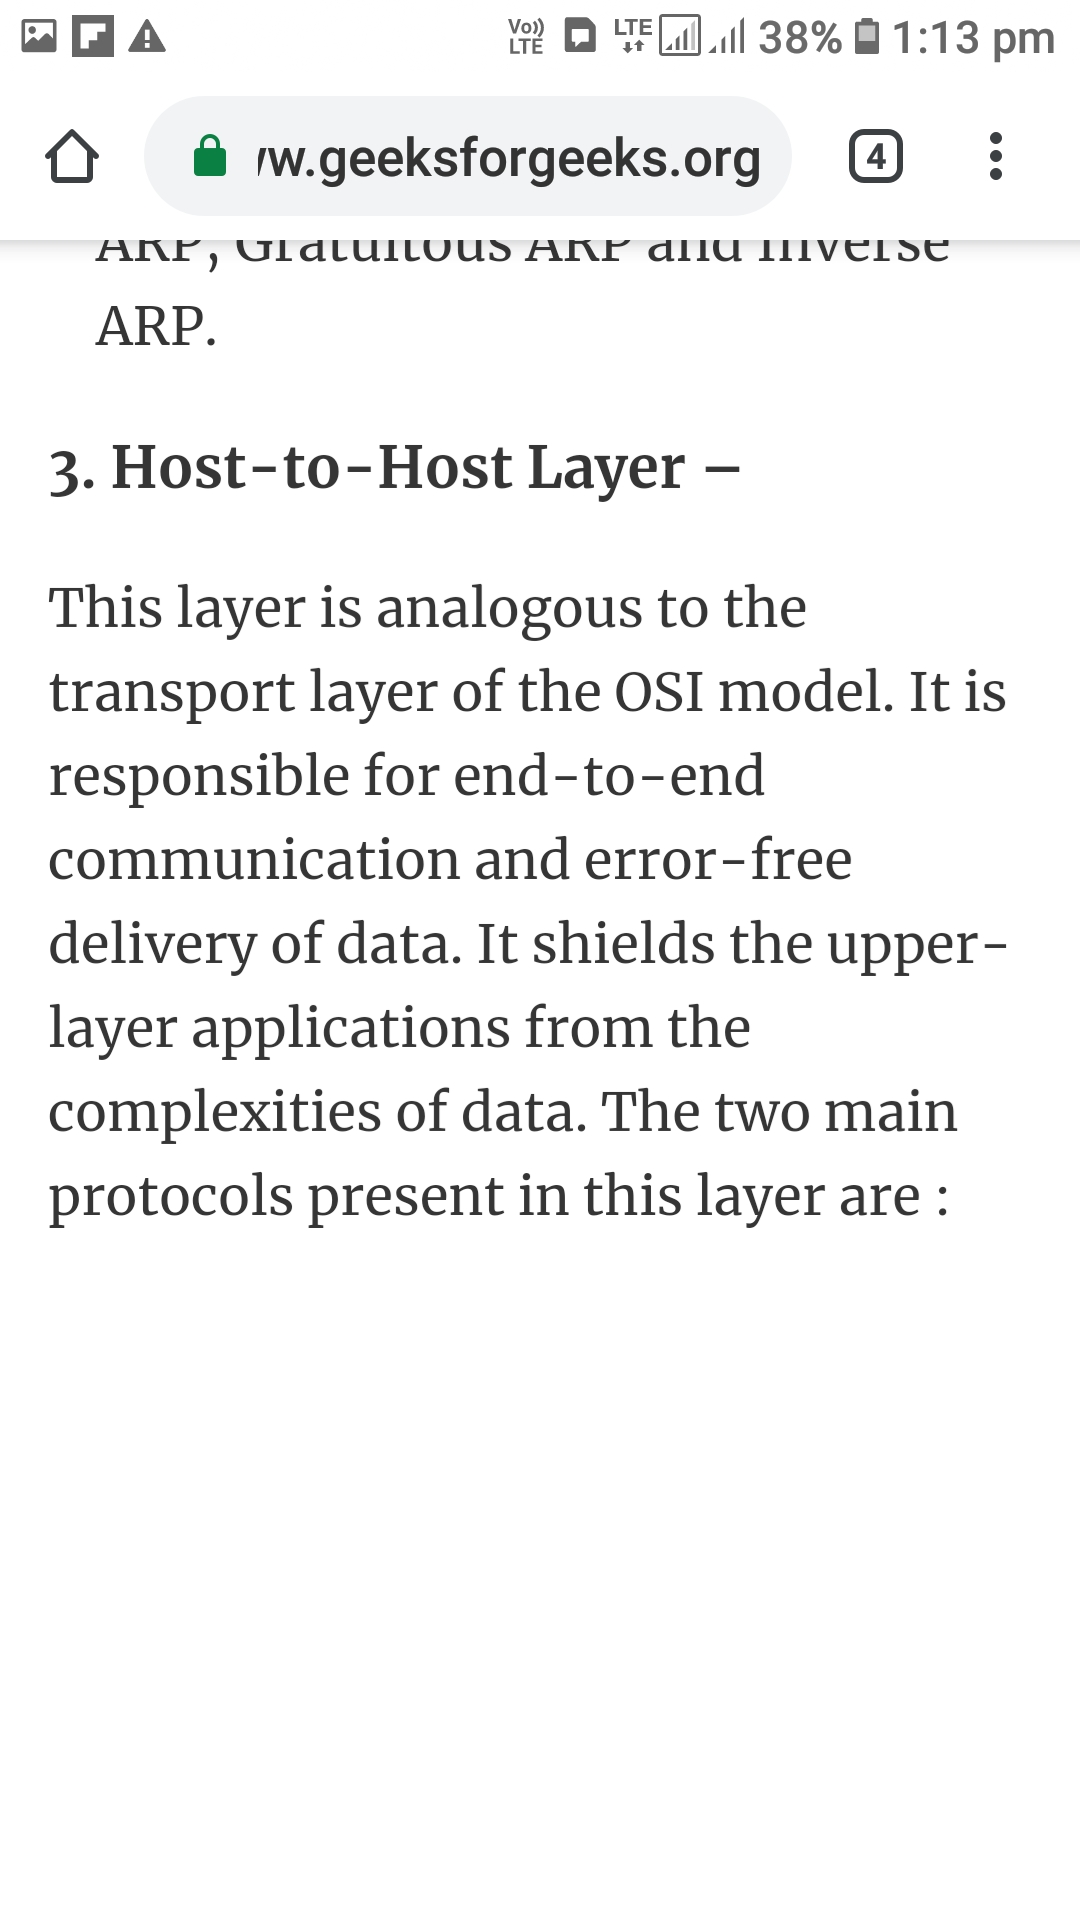 Vo)) LTE LTE 38% 1:13 pm
w.geeksforgeeks.org 4
ARP, Gratuitous ARP and Inverse
ARP.
3. Host-to-Host Layer –
This layer is analogous to the
transport layer of the OSI model. It is
responsible for end-to-end
communication and error-free
delivery of data. It shields the upper-
layer applications from the
complexities of data. The two main
protocols present in this layer are :